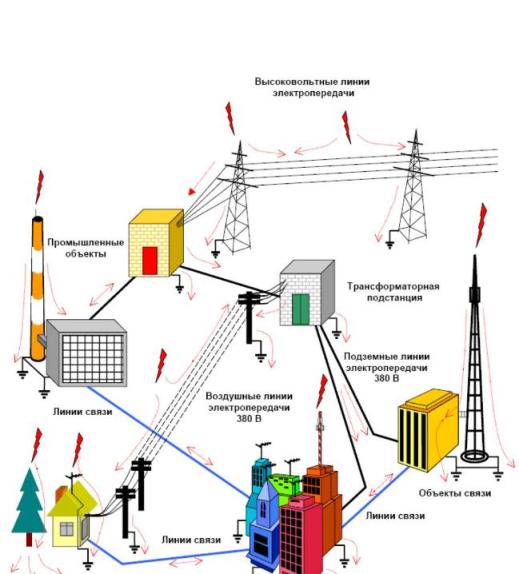 Высоковольтные линии
электропередачи
Промышленные
объекты
Трансформаторная
подстанция
Подземные линии
электропередачи
380 В
Воздушные линии
электропередачи
380 В
Линии связи
Объекты связи
Линии связи
Линии связи